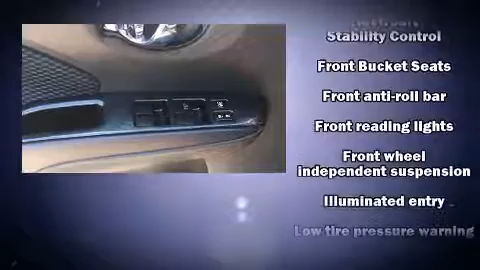 Stability Control
Front Bucket Seats
Front anti-roll bar
Front reading lights
Front wheel
independent suspension
Illuminated entry
Low tire pressure warning